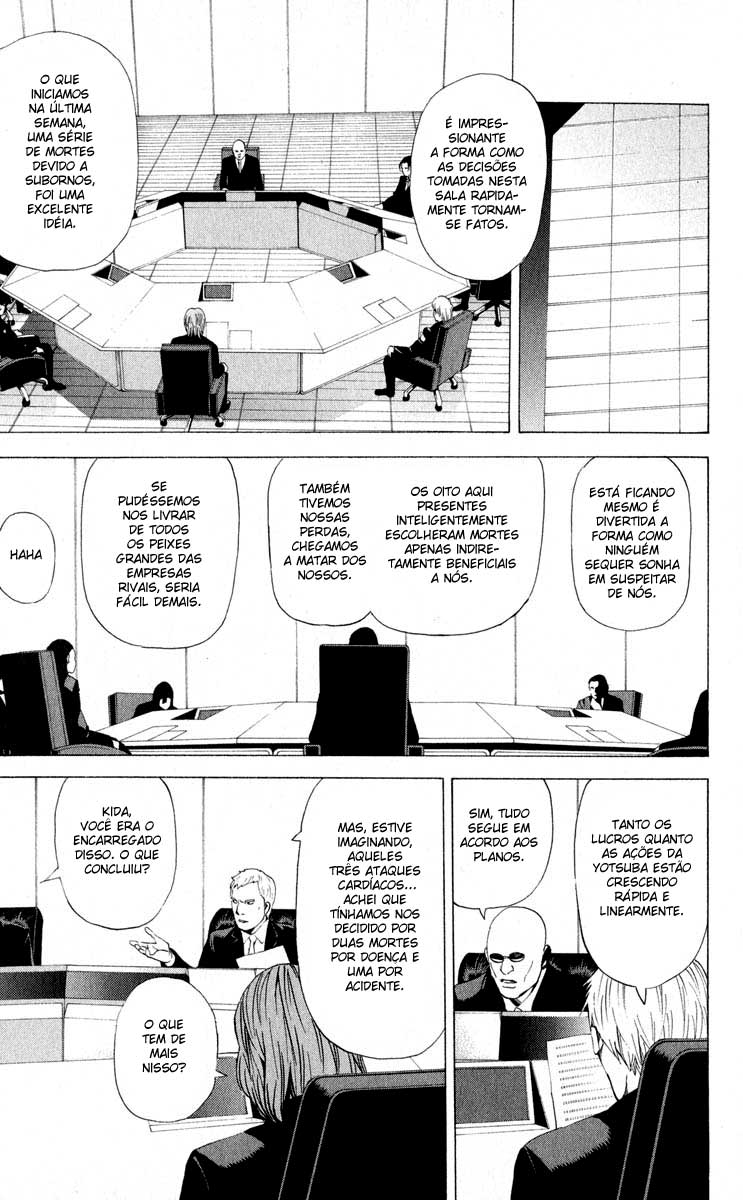 É IMPRES-
SIONANTE
A FORMA COMO
AS DECISÕES
TOMADAS NESTA
SALA RAPIDA-
MENTE TORNAM-
SE FATOS.
O QUE
INICIAMOS
NA ÚLTIMA
SEMANA,
UMA SÉRIE
DE MORTES
DEVIDO A
SUBORNOS,
FOI UMA
EXCELENTE
IDÉIA.
ESTÁ FICANDO
MESMO É
DIVERTIDA A
FORMA COMO
NINGUÉM
SEQUER SONHA
EM SUSPEITAR
DE NÓS.
OS OITO AQUI
PRESENTES
INTELIGENTEMENTE
ESCOLHERAM MORTES
APENAS INDIRE-
TAMENTE BENEFICIAIS
A NÓS.
TAMBÉM
TIVEMOS
NOSSAS
PERDAS,
CHEGAMOS
A MATAR DOS
NOSSOS.
SE
PUDÉSSEMOS
NOS LIVRAR
DE TODOS
OS PEIXES
GRANDES DAS
EMPRESAS
RIVAIS, SERIA
FÁCIL DEMAIS.
HAHA
TANTO OS
LUCROS QUANTO
AS AÇÕES DA
YOTSUBA ESTÃO
CRESCENDO
RÁPIDA E
LINEARMENTE.
SIM, TUDO
SEGUE EM
ACORDO AOS
PLANOS.
MAS, ESTIVE
IMAGINANDO,
AQUELES
TRÊS ATAQUES
CARDÍACOS...
ACHEI QUE
TÍNHAMOS NOS
DECIDIDO POR
DUAS MORTES
POR DOENÇA E
UMA POR
ACIDENTE.
KIDA,
VOCÊ ERA O
ENCARREGADO
DISSO. O QUE
CONCLUIU?
O QUE
TEM DE
MAIS
NISSO?